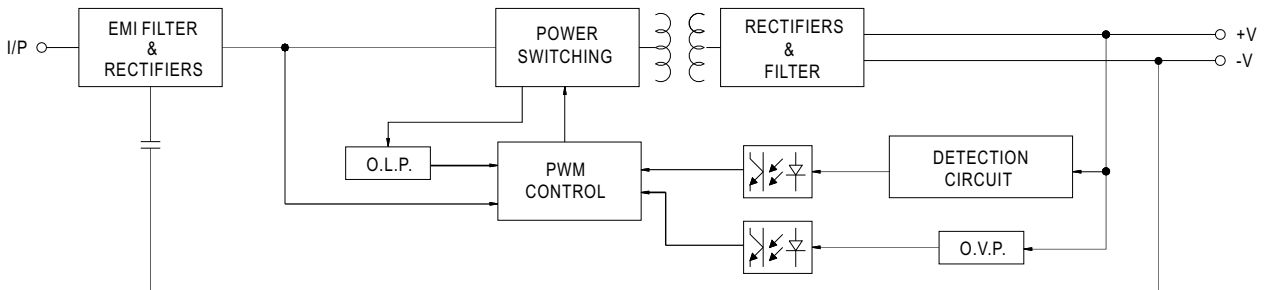 I/P
EMI FILTER
&
RECTIFIERS
POWER
SWITCHING
RECTIFIERS
&
FILTER
+V
-V
O.L.P.
PWM
CONTROL
DETECTION
CIRCUIT
O.V.P.